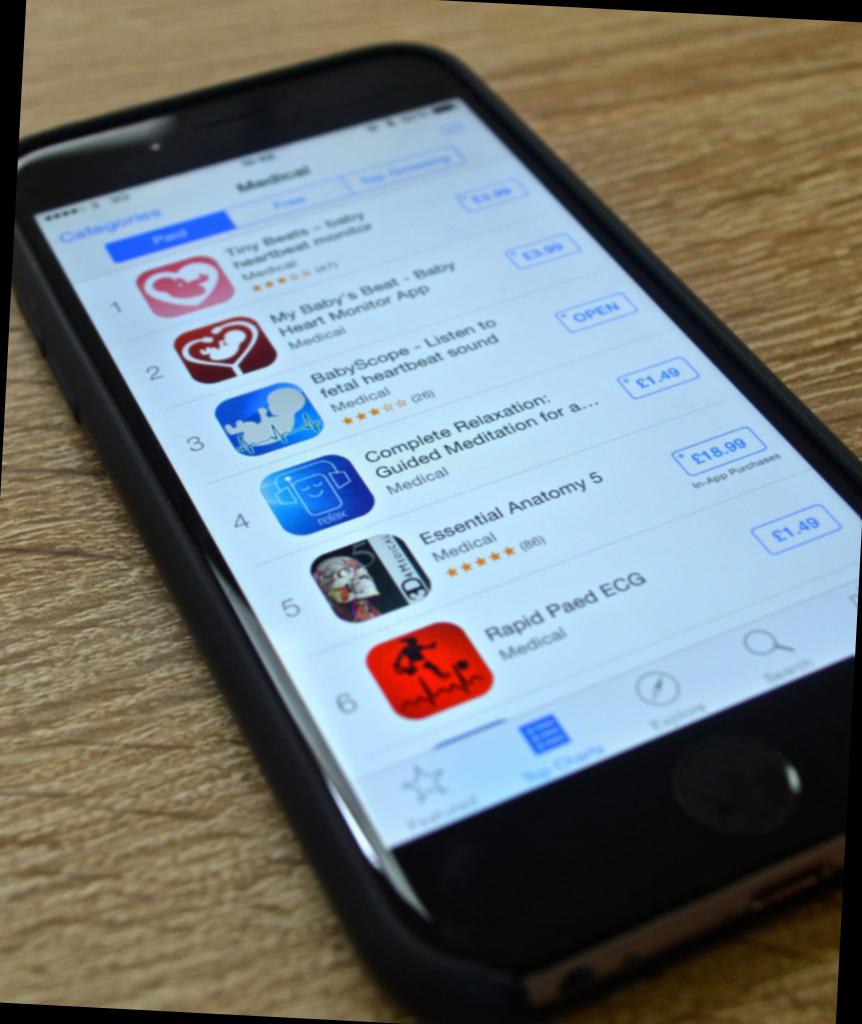 Medical
Categories
Paid
Free
Top Grossing
1
Tiny Beats – baby
heartbeat monitor
Medical
(47)
£3.99
2
My Baby's Beat - Baby
Heart Monitor App
Medical
£3.99
3
BabyScope - Listen to
fetal heartbeat sound
Medical
(26)
OPEN
4
relax
Complete Relaxation:
Guided Meditation for a...
Medical
£1.49
5
5
4MEDICAL
Essential Anatomy 5
Medical
(86)
£18.99
In-App Purchases
6
Rapid Paed ECG
Medical
£1.49
Featured
Top Charts
Explore
Search